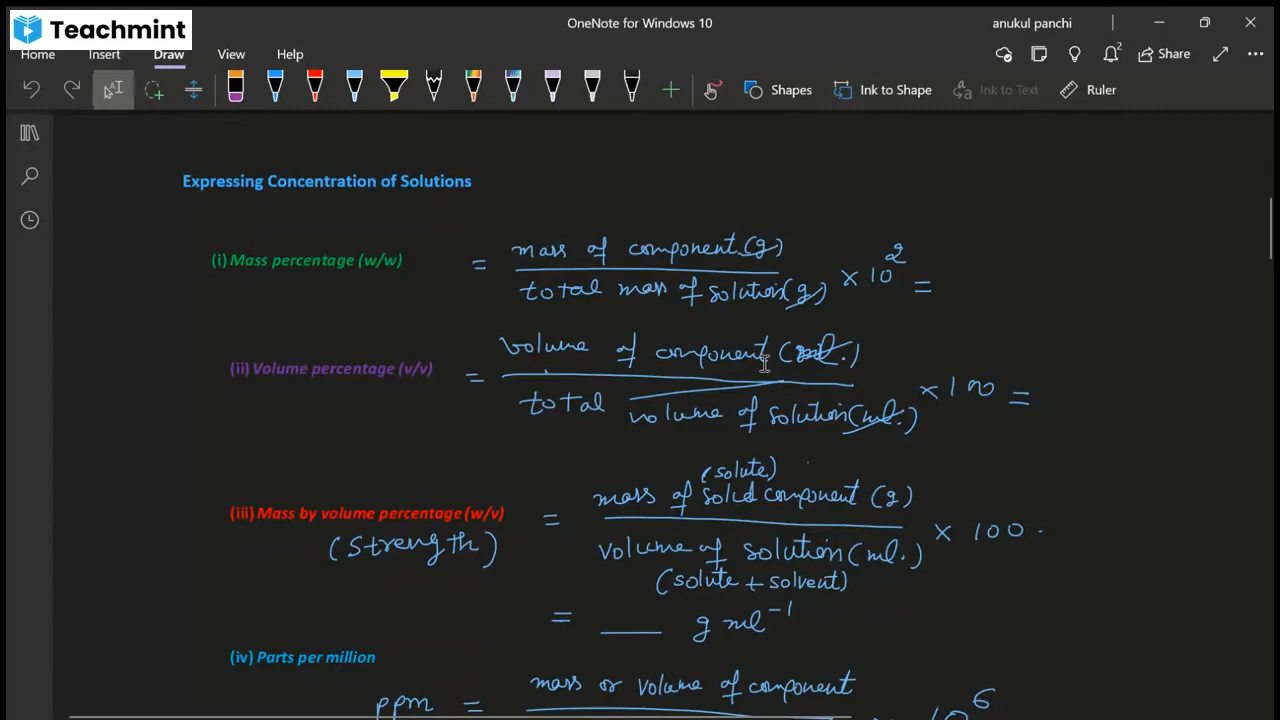 Teachmint
OneNote for Windows 10
anukul panchi
Home Insert Draw View Help
2 Share
Shapes Ink to Shape Ink to Text Ruler
Expressing Concentration of Solutions
(i) Mass percentage (w/w) = mass of component (g) / total mass of solution (g) × 10² =
(ii) Volume percentage (v/v) = volume of component (ml.) / total volume of solution (ml.) × 100 =
(solute)
(iii) Mass by volume percentage (w/v) = mass of solid component (g) / volume of solution (ml.) × 100
(Strength)
(solute + solvent)
= ___ g ml⁻¹
(iv) Parts per million
ppm = mass or volume of component × 10⁶